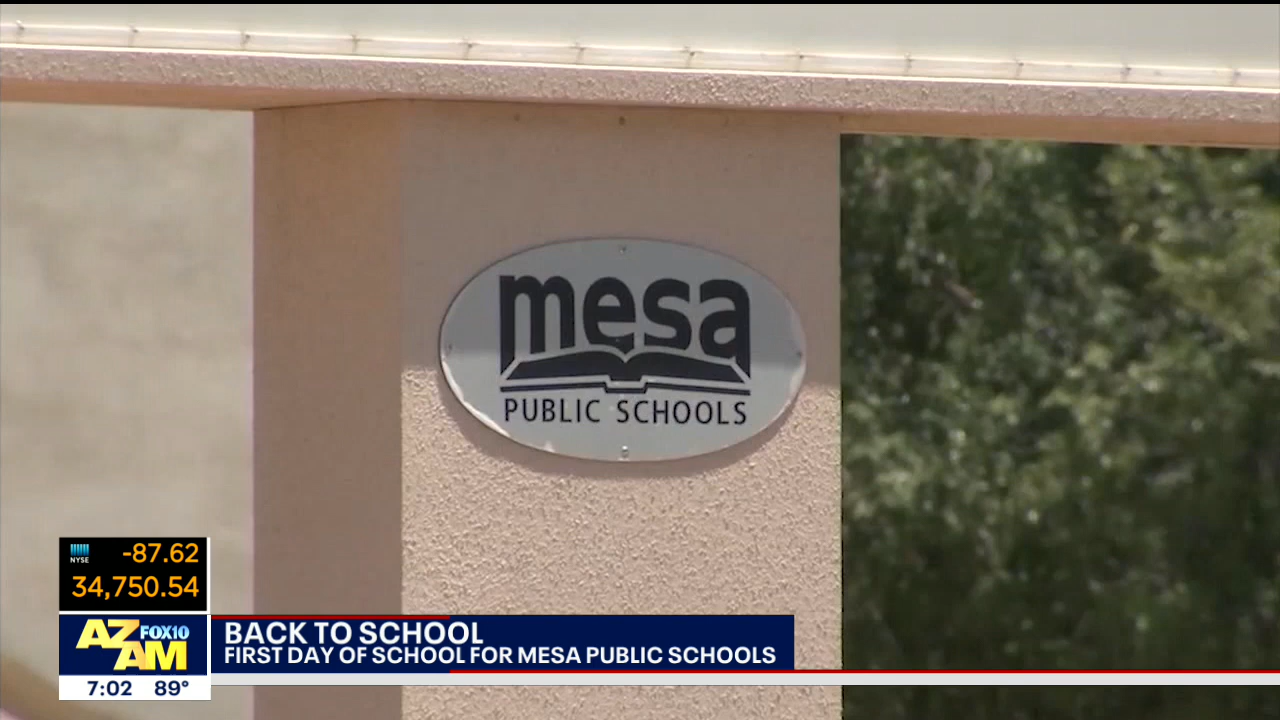 mesa
PUBLIC SCHOOLS
NYSE -87.62
34,750.54
AZ FOX10
AM
7:02 89°
BACK TO SCHOOL
FIRST DAY OF SCHOOL FOR MESA PUBLIC SCHOOLS